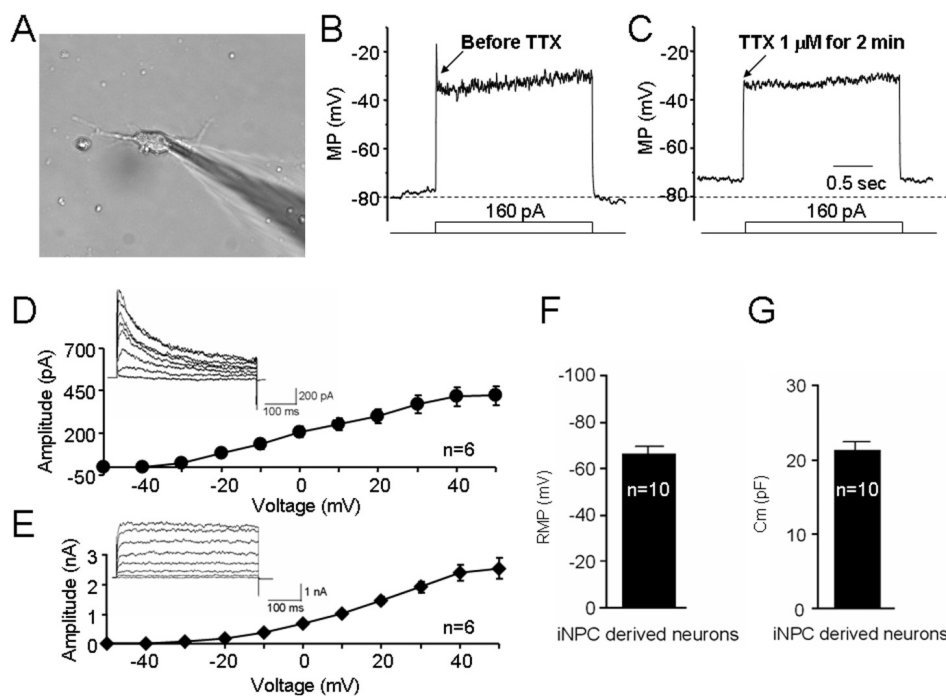 A
B
-20
-40
-60
-80
MP (mV)
Before TTX
160 pA
C
-20
-40
-60
-80
MP (mV)
TTX 1 μM for 2 min
0.5 sec
160 pA
D
700
450
200
-50
Amplitude (pA)
200 pA
100 ms
n=6
-40 -20 0 20 40
Voltage (mV)
E
3
2
1
0
Amplitude (nA)
1 nA
100 ms
n=6
-40 -20 0 20 40
Voltage (mV)
F
-100
-80
-60
-40
-20
0
RMP (mV)
n=10
iNPC derived neurons
G
30
20
10
0
Cm (pF)
n=10
iNPC derived neurons